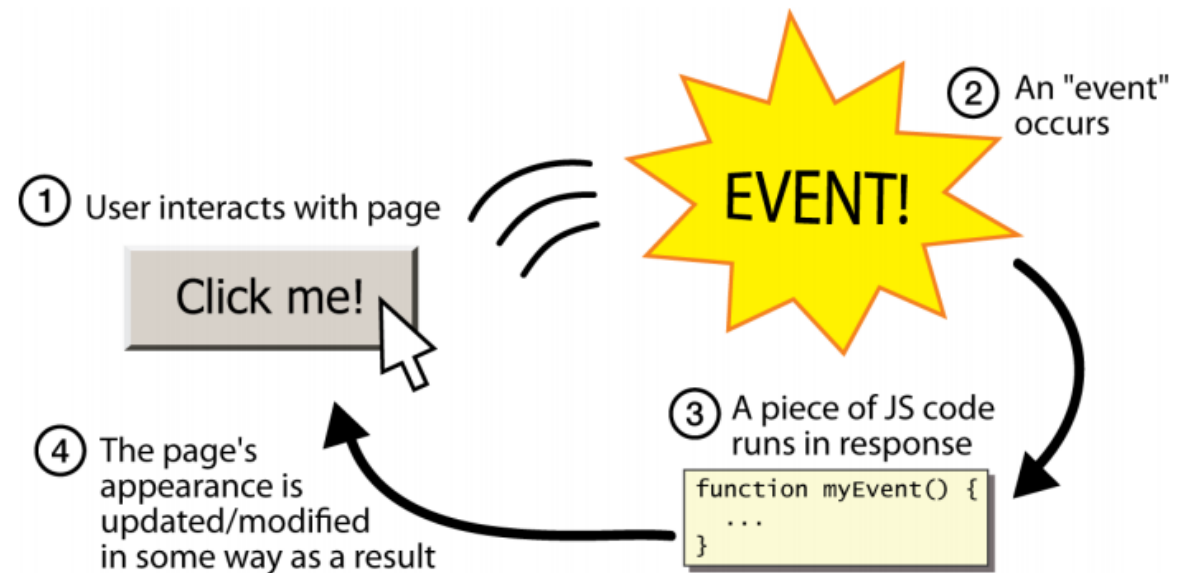 1 User interacts with page
Click me!
EVENT!
2 An "event"
occurs
3 A piece of JS code
runs in response
function myEvent() {
...
}
4 The page's
appearance is
updated/modified
in some way as a result